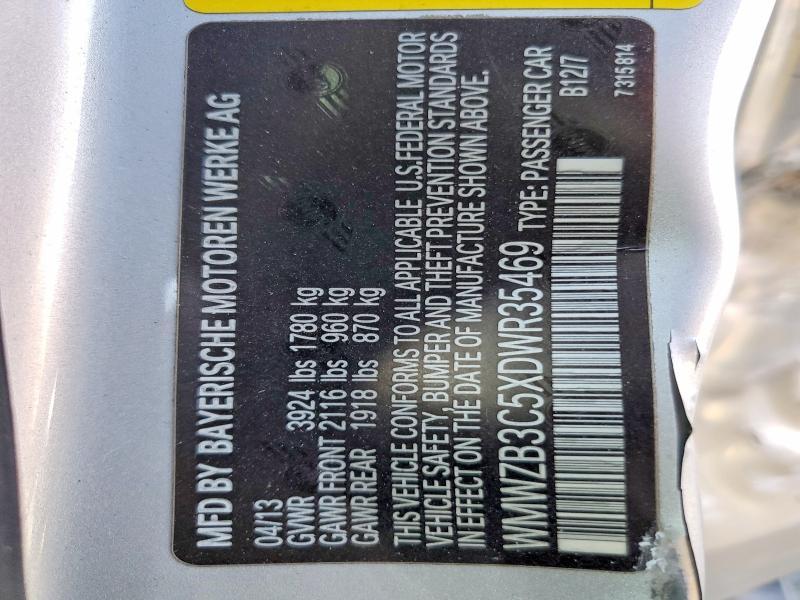 MFD BY BAYERISCHE MOTOREN WERKE AG
04/13
GVWR 3924 lbs 1780 kg
GAWR FRONT 2116 lbs 960 kg
GAWR REAR 1918 lbs 870 kg
THIS VEHICLE CONFORMS TO ALL APPLICABLE U.S. FEDERAL MOTOR
VEHICLE SAFETY, BUMPER AND THEFT PREVENTION STANDARDS
IN EFFECT ON THE DATE OF MANUFACTURE SHOWN ABOVE.
WMWZB3C5XDWR35469 TYPE: PASSENGER CAR
B12/7
7315814